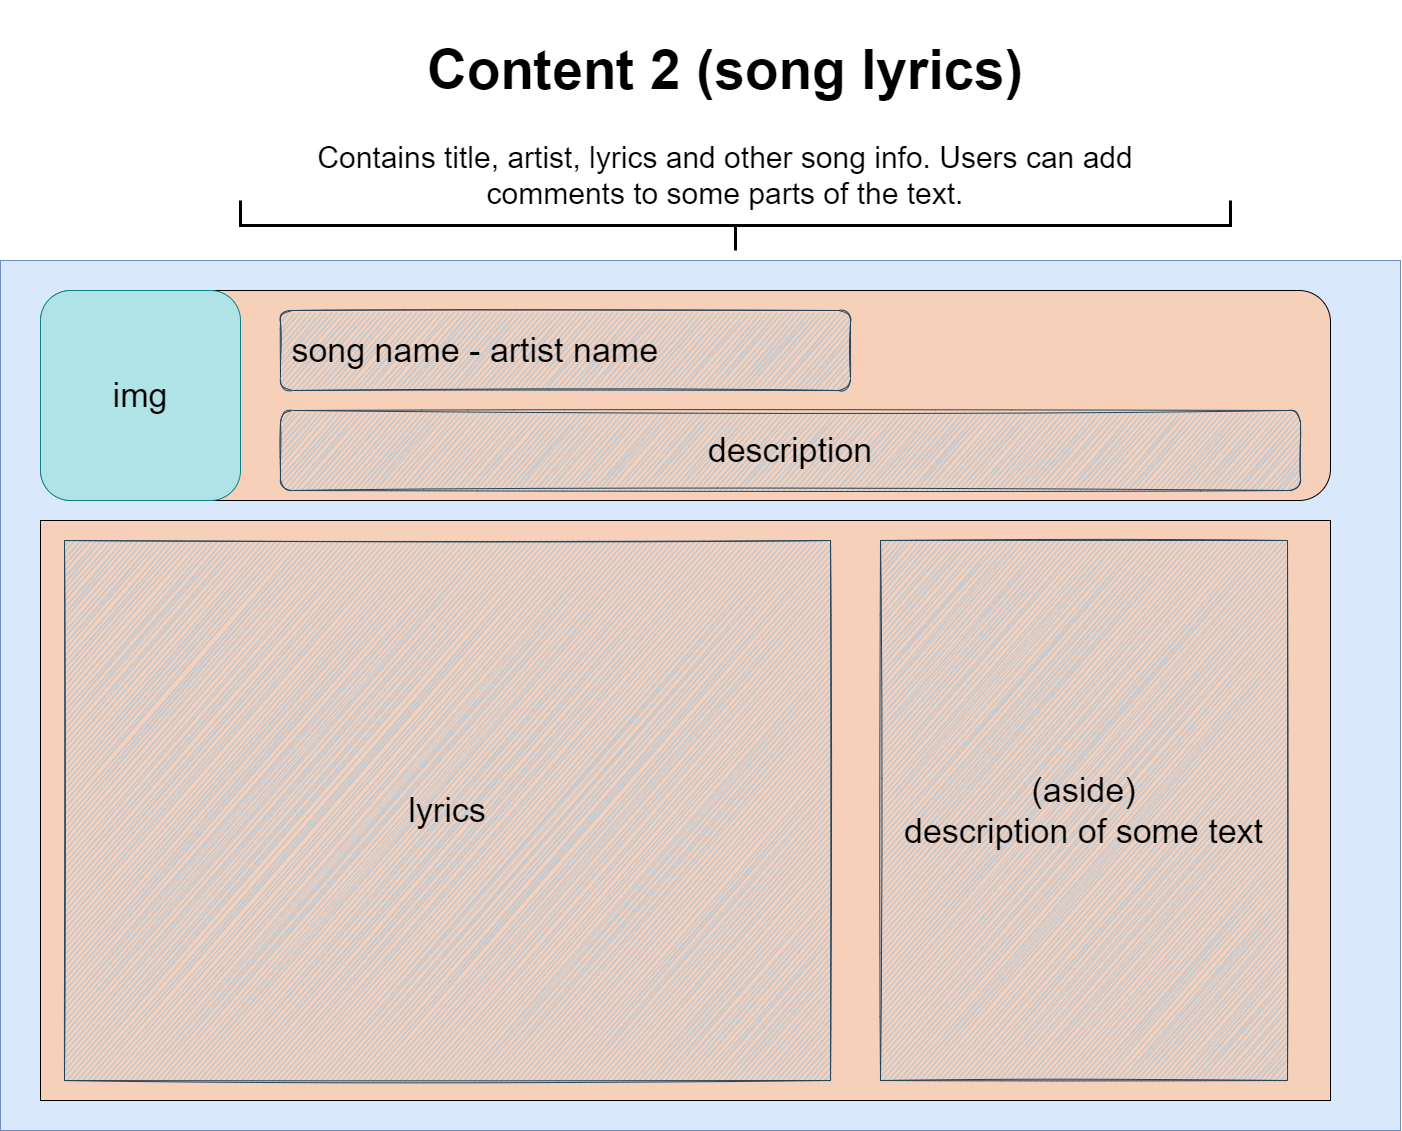 Content 2 (song lyrics)
Contains title, artist, lyrics and other song info. Users can add
comments to some parts of the text.
img
song name - artist name
description
lyrics
(aside)
description of some text